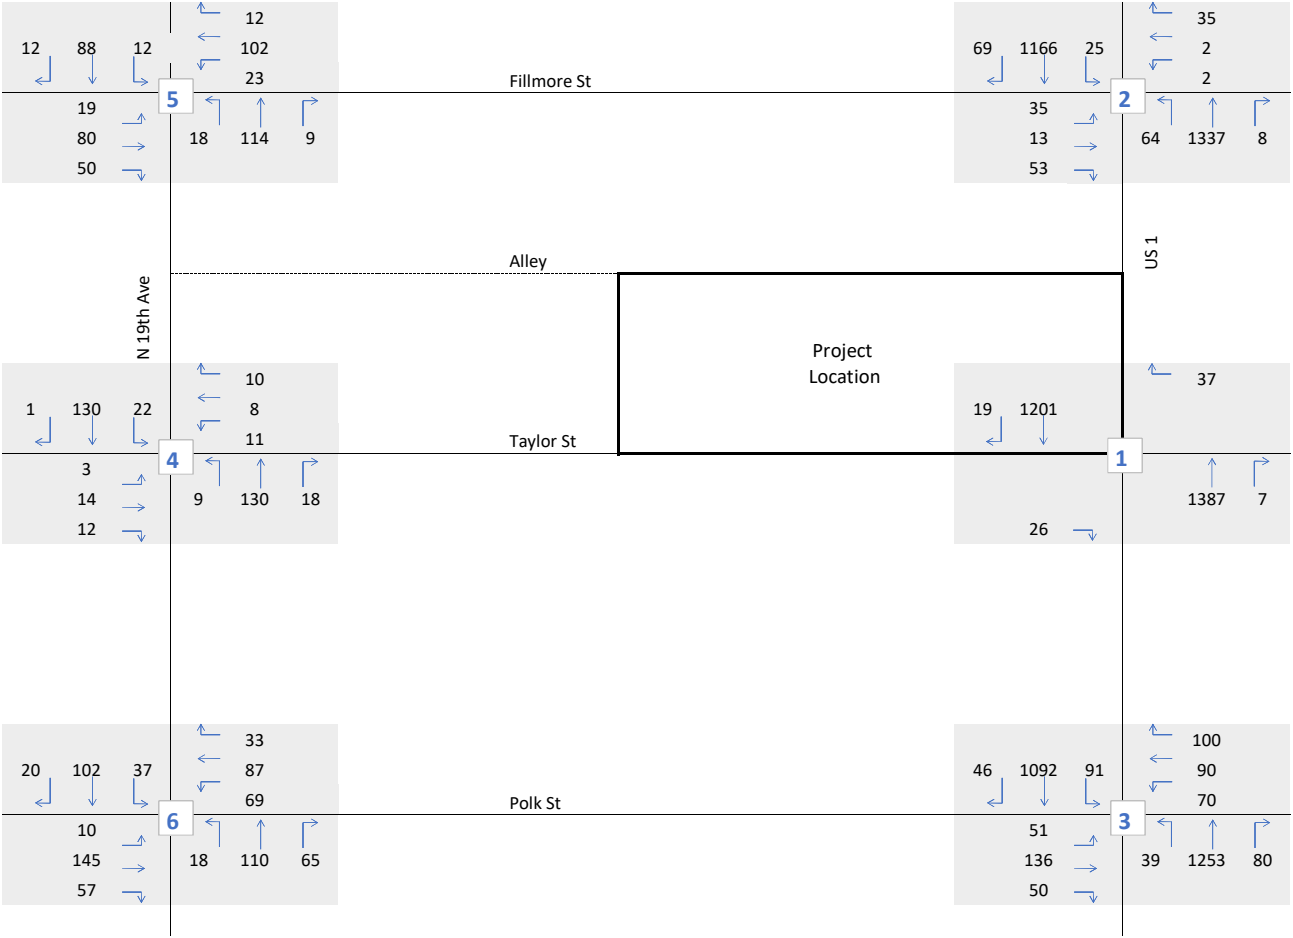 12 35
12 88 12 102 69 1166 25 2
23 2
5 Fillmore St 2
19 35
80 18 114 9 13 64 1337 8
50 53
US 1
Alley
N 19th Ave
Project
Location
10 37
1 130 22 8 19 1201
11
4 Taylor St 1
3
14 9 130 18 1387 7
12 26
33 100
20 102 37 87 46 1092 91 90
69 70
6 Polk St 3
10 51
145 18 110 65 136 39 1253 80
57 50